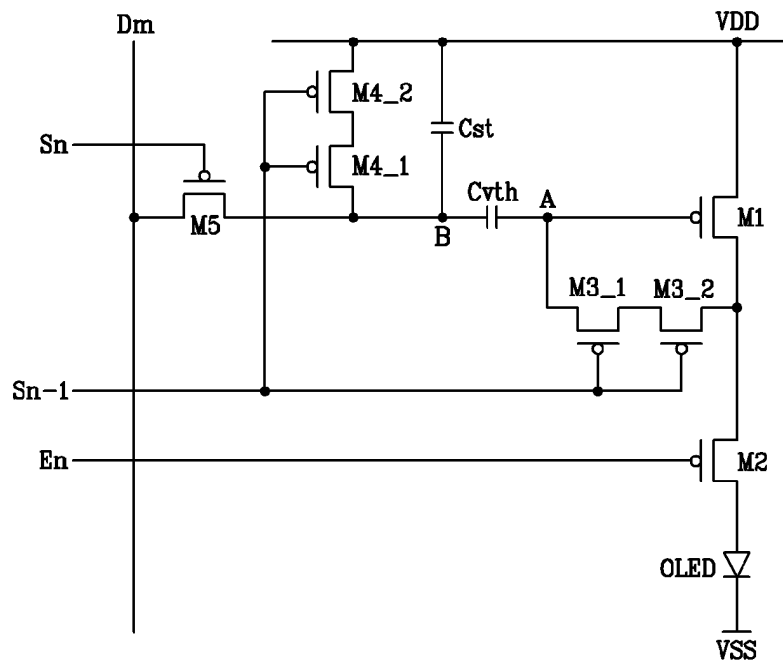 Dm
VDD
M4_2
Sn
Cst
M4_1
Cvth
A
M5
B
M1
M3_1
M3_2
Sn-1
En
M2
OLED
VSS